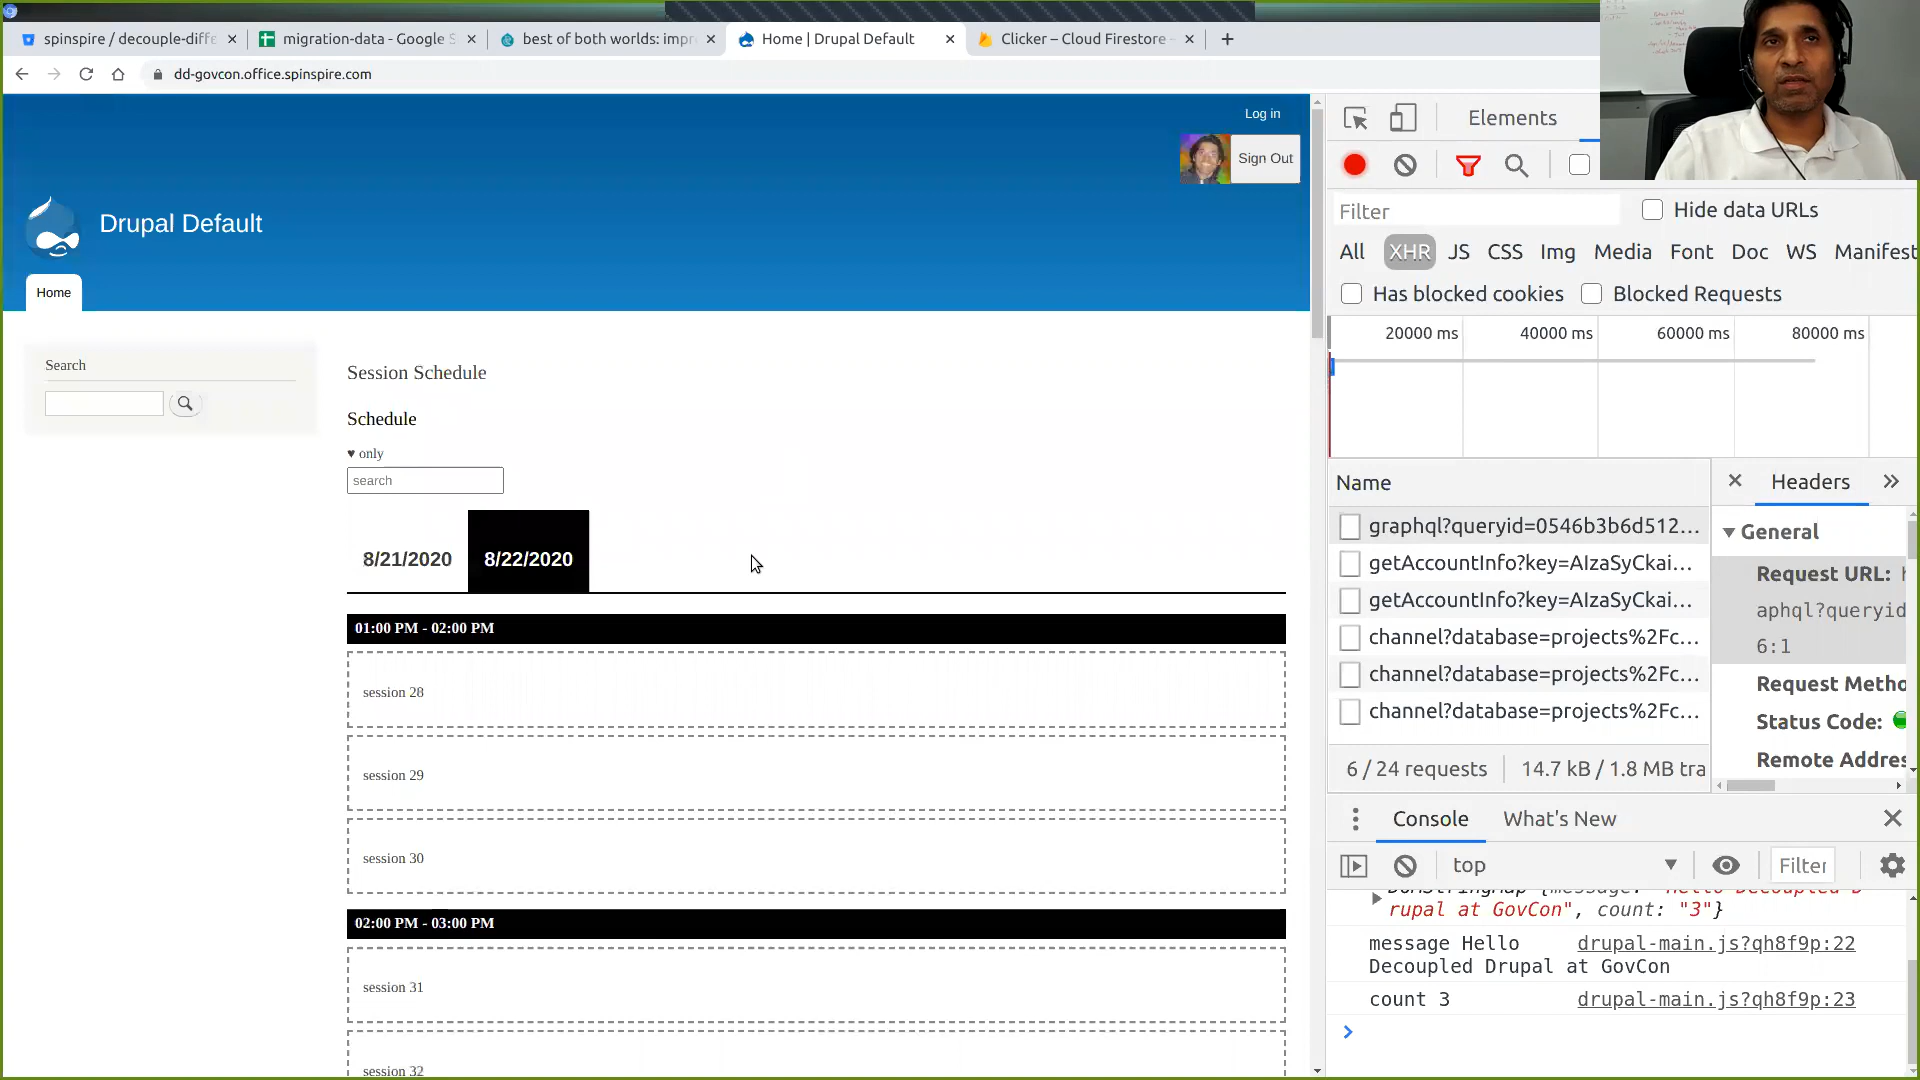 spinspire / decouple-diffe
migration-data - Google S
best of both worlds: impr
Home | Drupal Default
Clicker – Cloud Firestore -
dd-govcon.office.spinspire.com
Log in
Sign Out
Drupal Default
Home
Search
Session Schedule
Schedule
♥ only
search
8/21/2020
8/22/2020
01:00 PM - 02:00 PM
session 28
session 29
session 30
02:00 PM - 03:00 PM
session 31
session 32
Elements
Filter
Hide data URLs
All XHR JS CSS Img Media Font Doc WS Manifest
Has blocked cookies
Blocked Requests
20000 ms
40000 ms
60000 ms
80000 ms
Name
graphql?queryid=0546b3b6d512...
getAccountInfo?key=AIzaSyCkai...
getAccountInfo?key=AIzaSyCkai...
channel?database=projects%2Fc...
channel?database=projects%2Fc...
channel?database=projects%2Fc...
Headers
General
Request URL: h
aphql?queryid
6:1
Request Metho
Status Code:
Remote Addres
6 / 24 requests
14.7 kB / 1.8 MB tra
Console
What's New
top
Filter
DOMStringMap {message: "Hello Decoupled D
rupal at GovCon", count: "3"}
message Hello drupal-main.js?qh8f9p:22
Decoupled Drupal at GovCon
count 3 drupal-main.js?qh8f9p:23